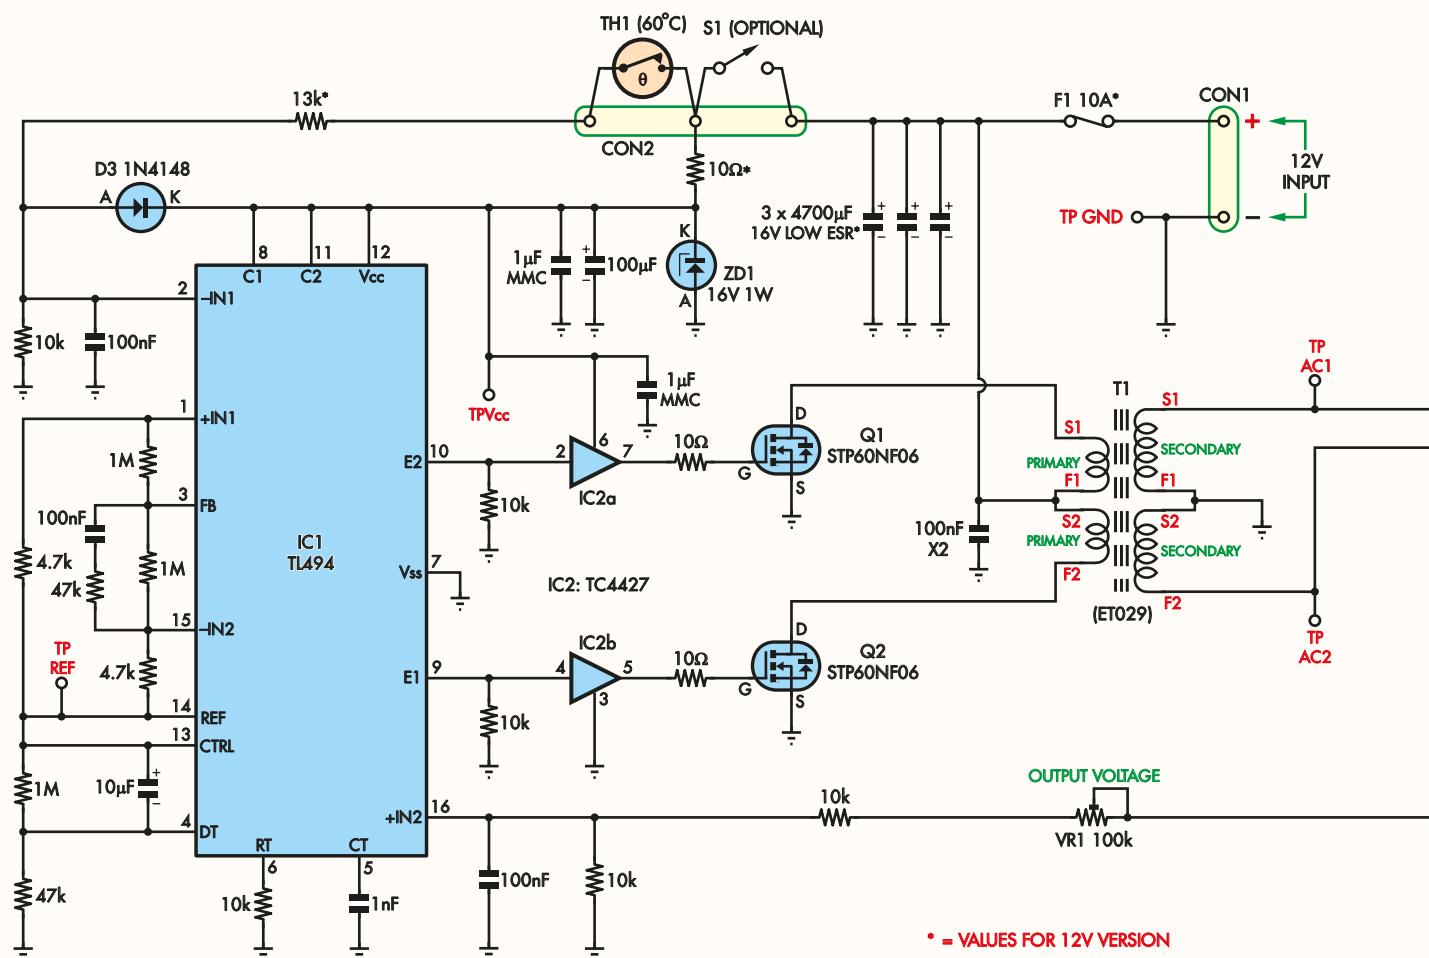 TH1 (60°C)
S1 (OPTIONAL)
θ
13k*
CON2
F1 10A*
CON1
+
12V
INPUT
–
TP GND
D3 1N4148
A
K
10Ω*
3 x 4700µF
16V LOW ESR*
+
–
+
–
+
–
8
11
12
C1
C2
Vcc
1µF
MMC
+
–
100µF
K
A
ZD1
16V 1W
2
–IN1
10k
100nF
1µF
MMC
TPVcc
TP
AC1
T1
1
+IN1
1M
3
FB
100nF
4.7k
47k
1M
15
–IN2
TP
REF
4.7k
14
REF
13
CTRL
1M
10µF
+
–
4
DT
47k
IC1
TL494
RT
6
10k
CT
5
1nF
E2
10
10k
2
6
7
IC2a
10Ω
D
G
S
Q1
STP60NF06
Vss
7
IC2: TC4427
IC2b
E1
9
10k
4
5
3
10Ω
D
G
S
Q2
STP60NF06
100nF
X2
S1
PRIMARY
F1
S2
PRIMARY
F2
S1
SECONDARY
F1
S2
SECONDARY
F2
(ET029)
TP
AC2
+IN2
16
100nF
10k
10k
OUTPUT VOLTAGE
VR1 100k
* = VALUES FOR 12V VERSION